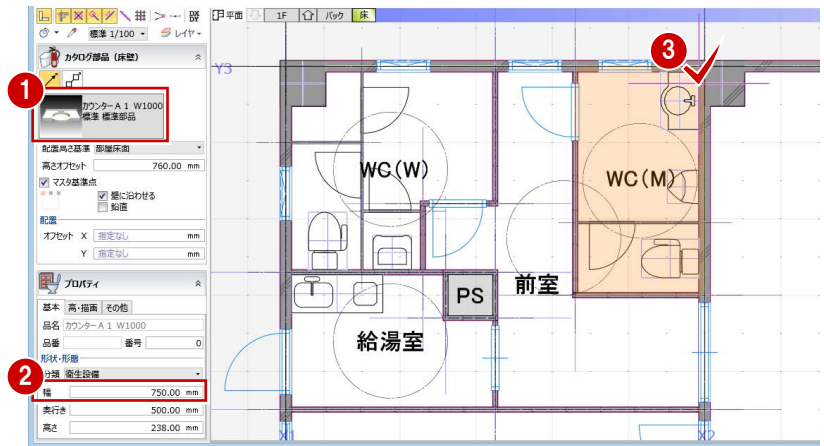 平面 1F バック 床
標準 1/100 レイヤ
カタログ部品 (床壁)
1
カウンターA 1 W1000
標準 標準部品
配置高さ基準 部屋床面
高さオフセット 760.00 mm
マスタ基準点
壁に沿わせる
鉛直
配置
オフセット X 指定なし mm
Y 指定なし mm
プロパティ
基本 高・描画 その他
品名 カウンターA 1 W1000
品番 番号 0
形状・形態
2
分類 衛生設備
幅 750.00 mm
奥行き 500.00 mm
高さ 238.00 mm
3
Y3
WC(W)
WC(M)
前室
PS
給湯室
X1 X2